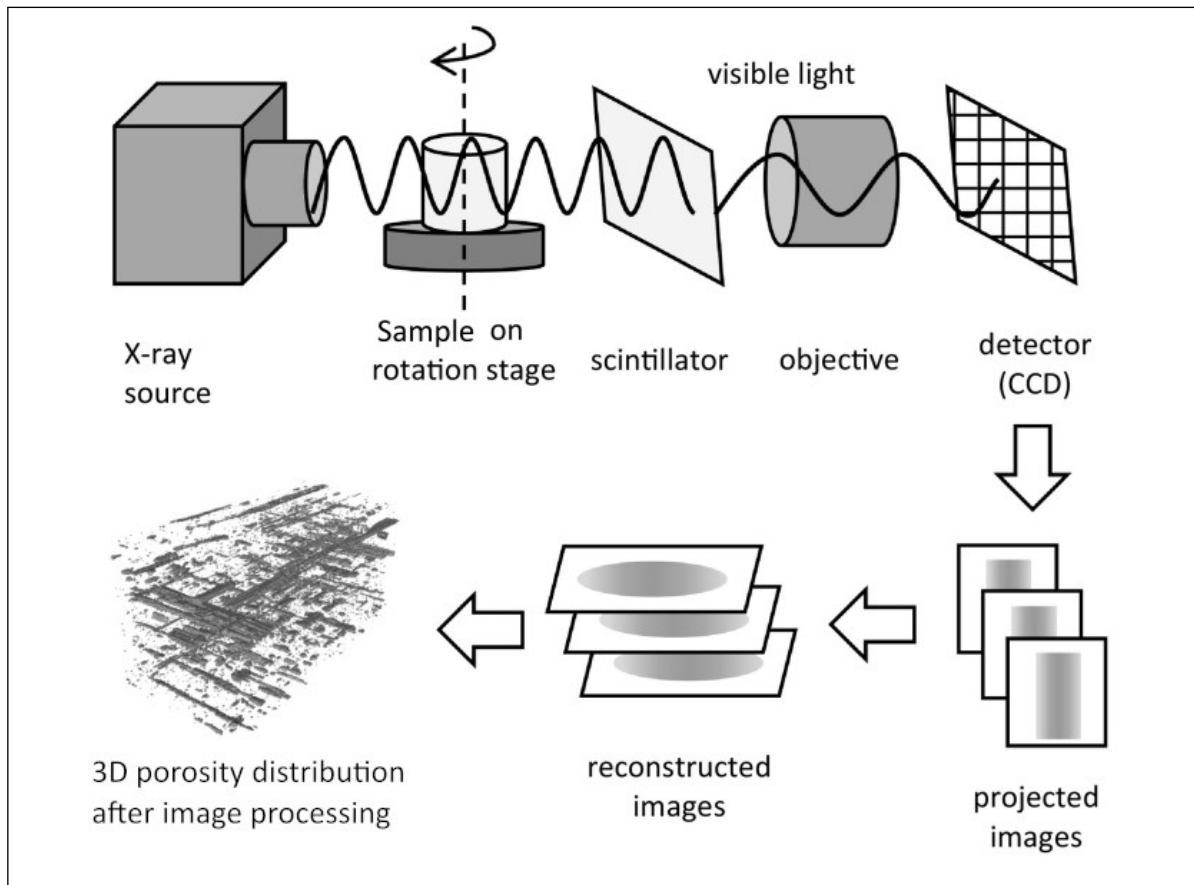 visible light
X-ray
source
Sample on
rotation stage
scintillator
objective
detector
(CCD)
3D porosity distribution
after image processing
reconstructed
images
projected
images